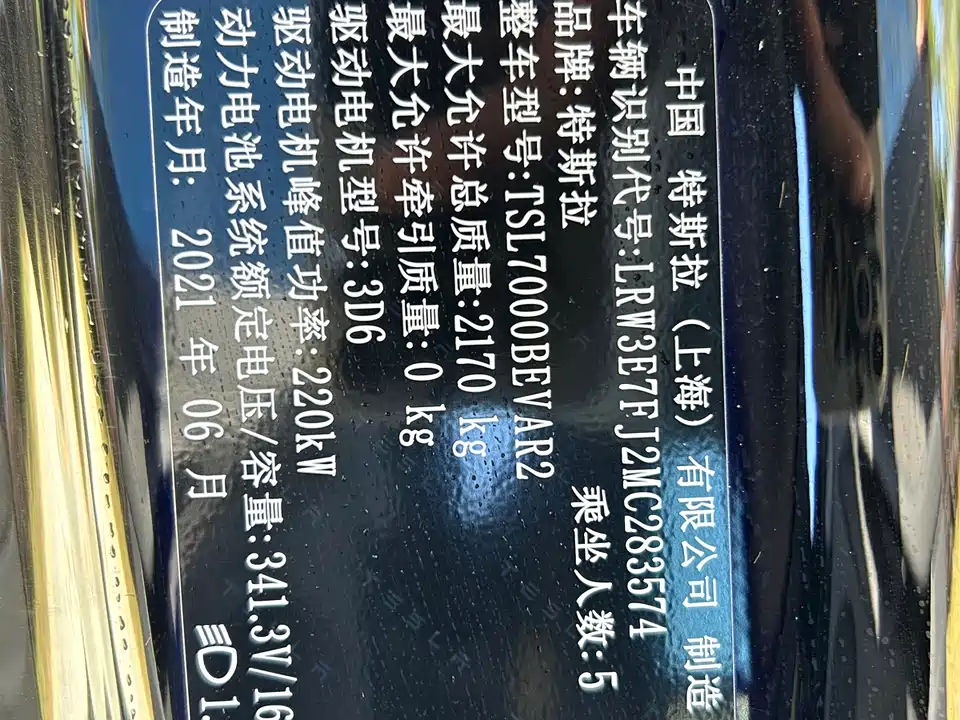 中国 特斯拉（上海）有限公司 制造
车辆识别代号:LRW3E7FJ2MC283574
品牌:特斯拉 乘坐人数:5
整车型号:TSL7000BEVAR2
最大允许总质量:2170 kg
最大允许牵引质量:0 kg
驱动电机型号:3D6
驱动电机峰值功率:220kW
动力电池系统额定电压/容量:341.3V/16
制造年月: 2021 年 06 月 1.